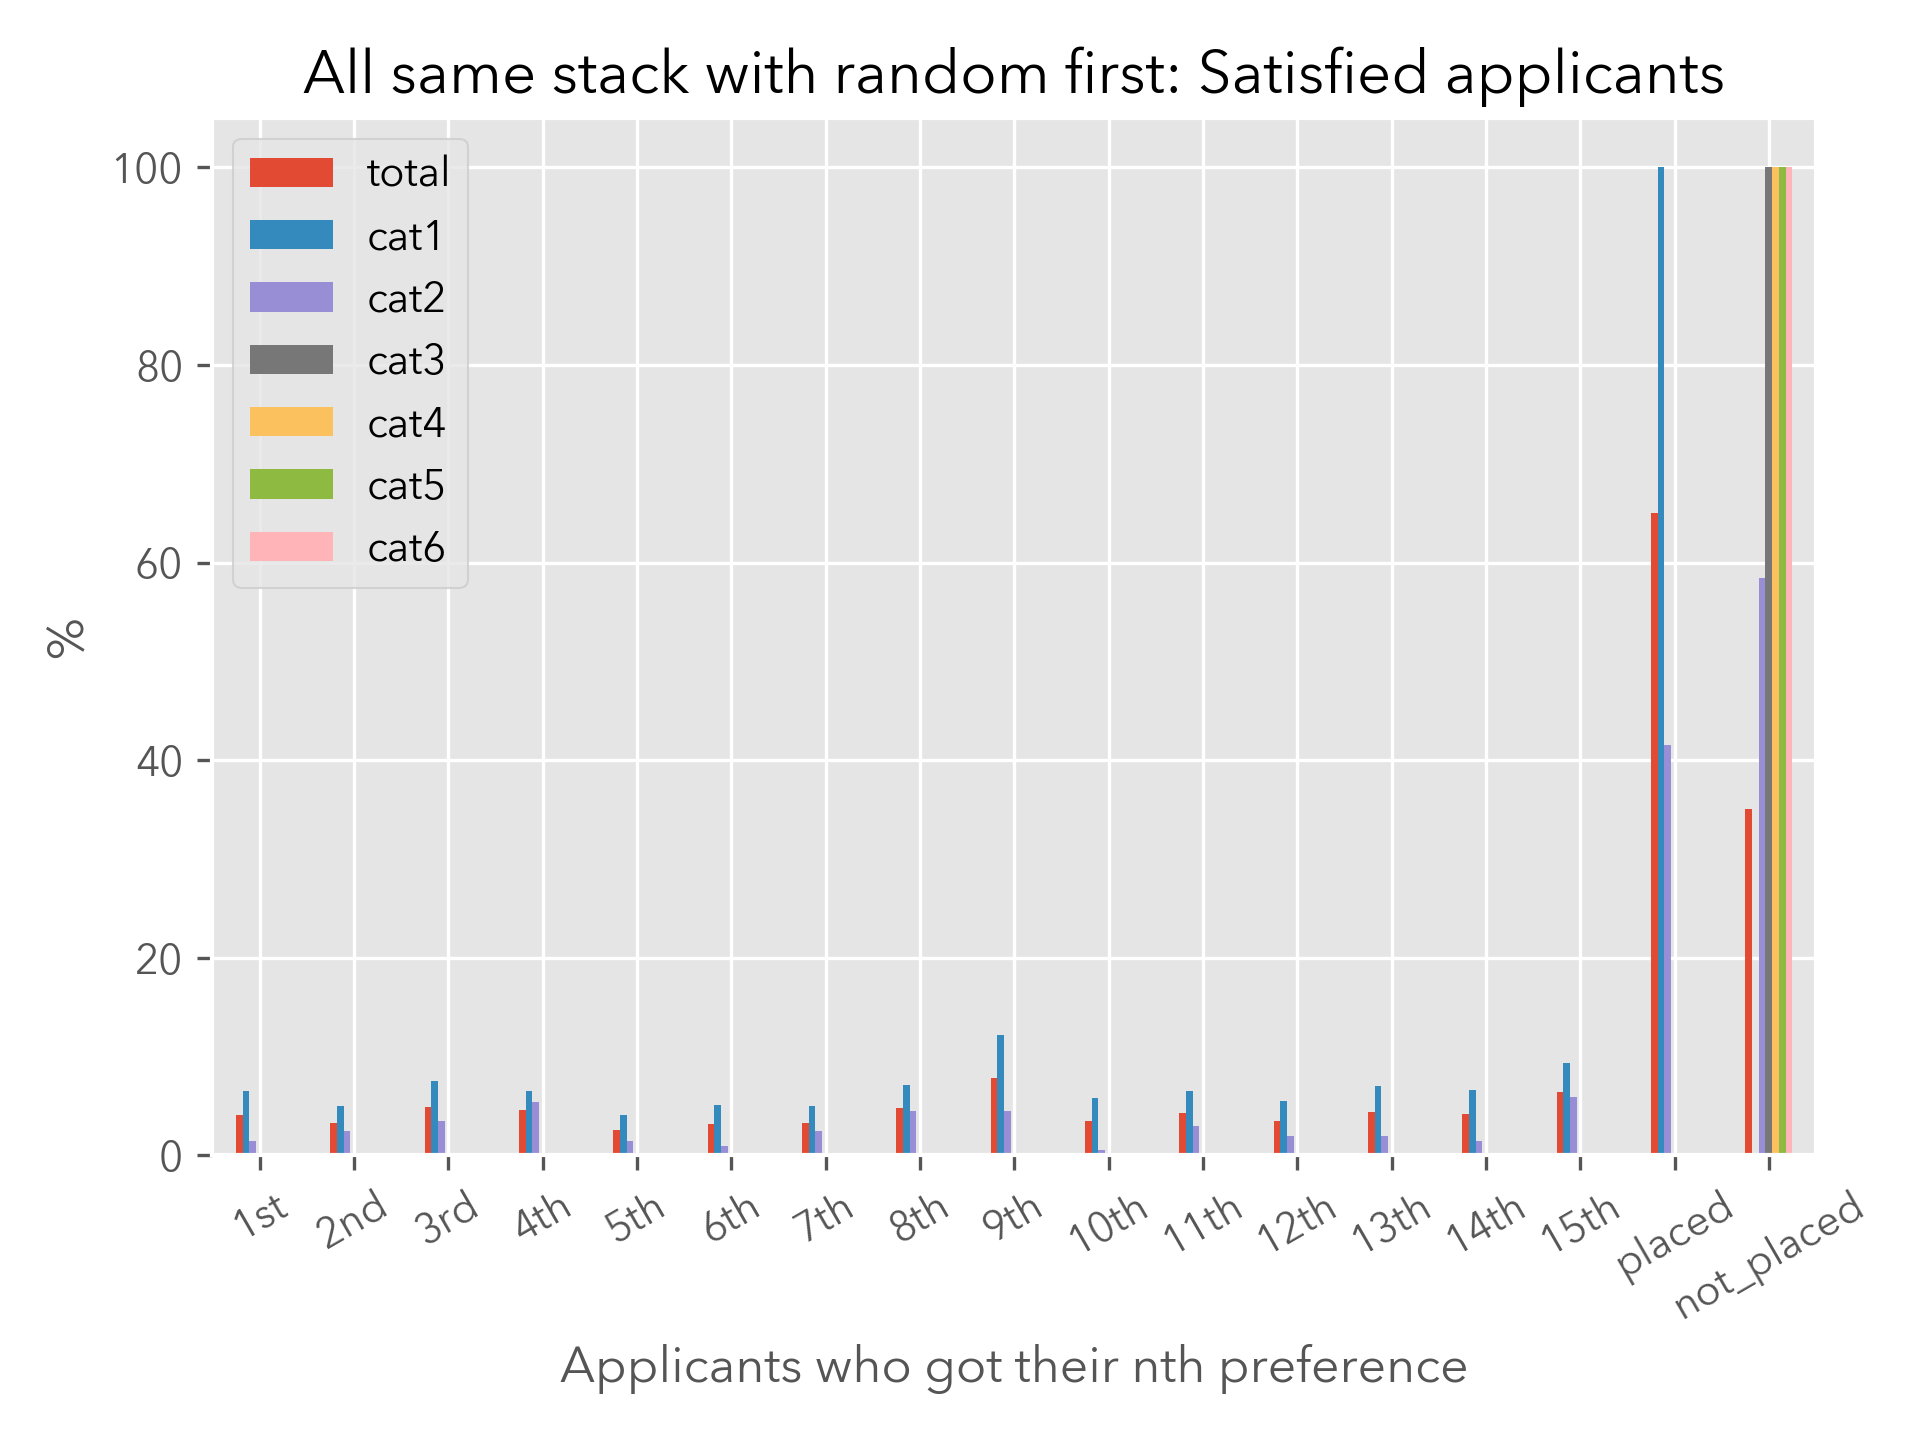 All same stack with random first: Satisfied applicants
total
cat1
cat2
cat3
cat4
cat5
cat6
100
80
60
40
20
0
%
1st 2nd 3rd 4th 5th 6th 7th 8th 9th 10th 11th 12th 13th 14th 15th placed not_placed
Applicants who got their nth preference